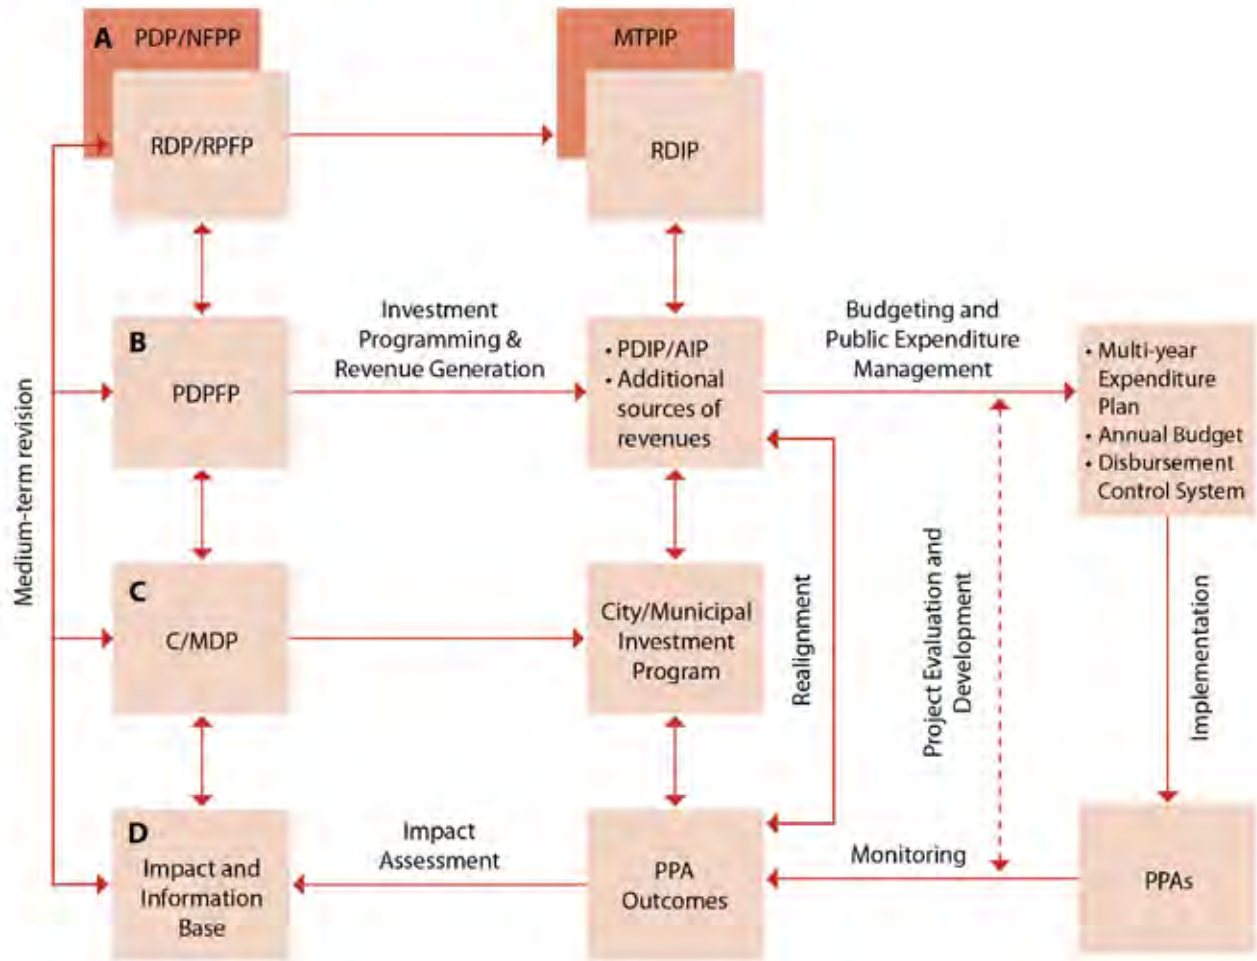 A PDP/NFPP
MTPIP
RDP/RPFP
RDIP
B
PDPFP
Investment
Programming &
Revenue Generation
• PDIP/AIP
• Additional
sources of
revenues
Budgeting and
Public Expenditure
Management
• Multi-year
Expenditure
Plan
• Annual Budget
• Disbursement
Control System
Medium-term revision
C
C/MDP
City/Municipal
Investment
Program
Realignment
Project Evaluation and
Development
Implementation
D
Impact and
Information
Base
Impact
Assessment
PPA
Outcomes
Monitoring
PPAs